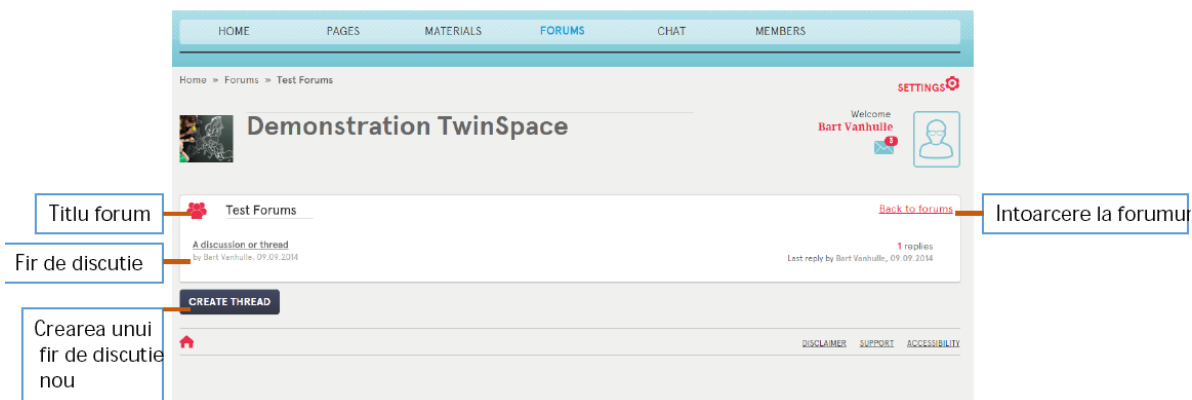 HOME PAGES MATERIALS FORUMS CHAT MEMBERS
Home » Forums » Test Forums
SETTINGS
Demonstration TwinSpace
Welcome
Bart Vanhulle
3
Titlu forum
Test Forums
Back to forums
Intoarcere la forumur
Fir de discutie
A discussion or thread
by Bart Vanhulle, 09.09.2014
1 replies
Last reply by Bart Vanhulle, 09.09.2014
CREATE THREAD
Crearea unui
fir de discutie
nou
DISCLAIMER SUPPORT ACCESSIBILITY